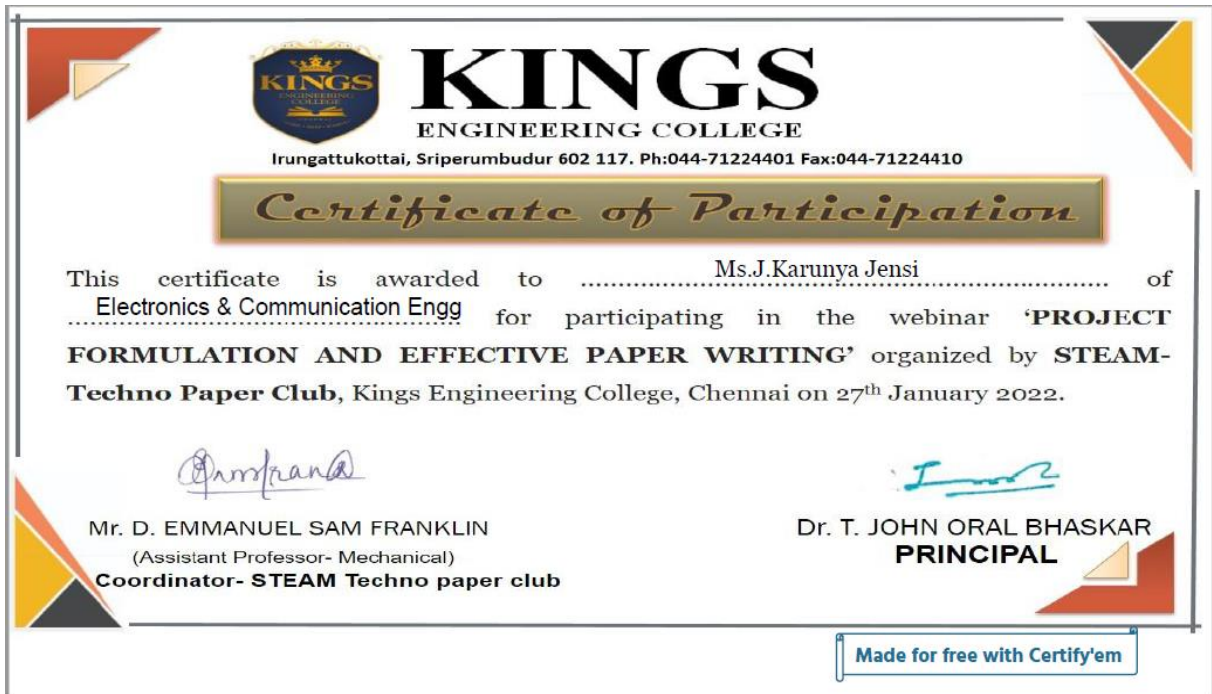 KINGS
ENGINEERING
COLLEGE
KINGS
ENGINEERING COLLEGE
Irungattukottai, Sriperumbudur 602 117. Ph:044-71224401 Fax:044-71224410
Certificate of Participation
This certificate is awarded to ....................Ms.J.Karunya Jensi.................................... of
Electronics & Communication Engg for participating in the webinar ‘PROJECT
FORMULATION AND EFFECTIVE PAPER WRITING’ organized by STEAM-
Techno Paper Club, Kings Engineering College, Chennai on 27th January 2022.
Mr. D. EMMANUEL SAM FRANKLIN
(Assistant Professor- Mechanical)
Coordinator- STEAM Techno paper club
Dr. T. JOHN ORAL BHASKAR
PRINCIPAL
Made for free with Certify'em